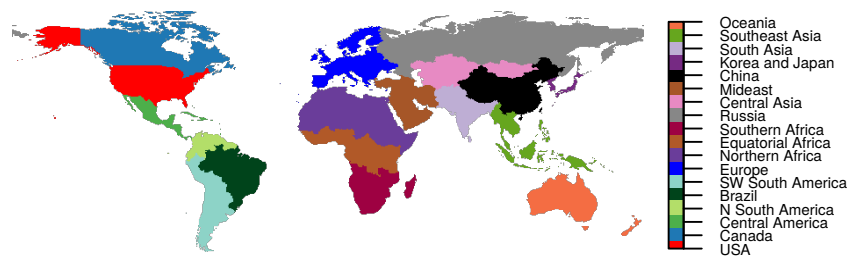 Oceania
Southeast Asia
South Asia
Korea and Japan
China
Mideast
Central Asia
Russia
Southern Africa
Equatorial Africa
Northern Africa
Europe
SW South America
Brazil
N South America
Central America
Canada
USA